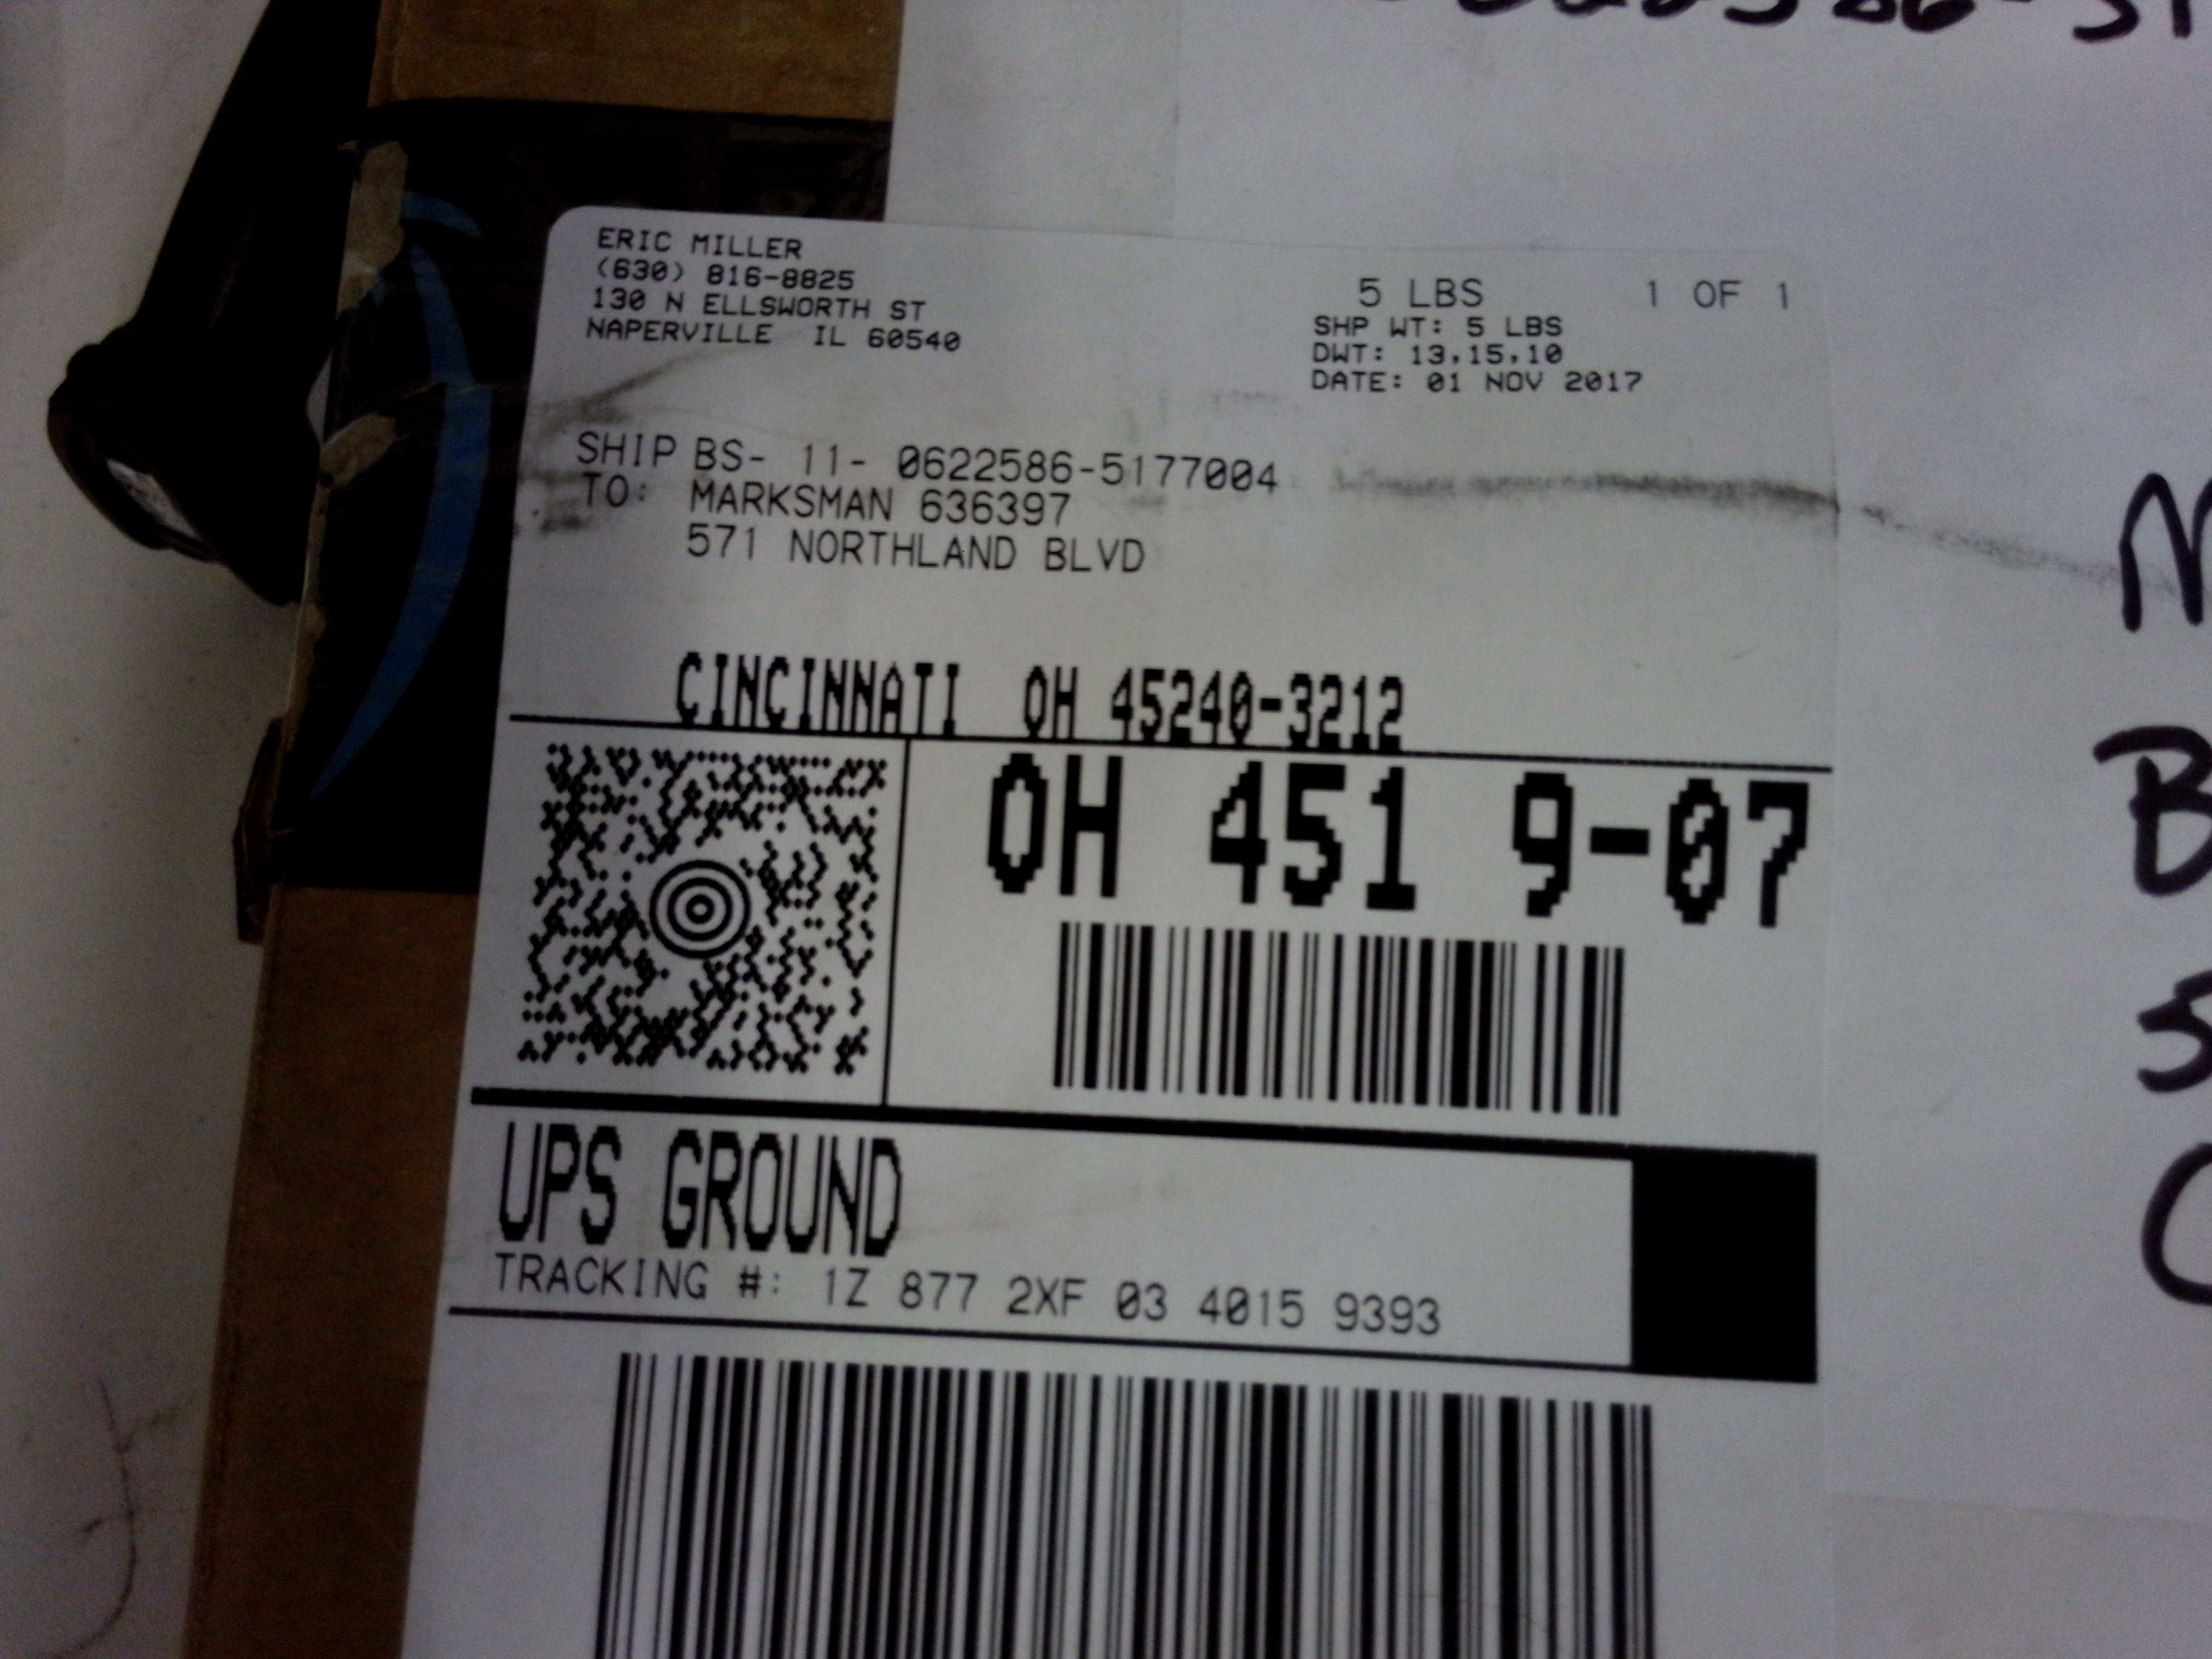 ERIC MILLER
(630) 816-8825
130 N ELLSWORTH ST
NAPERVILLE IL 60540
5 LBS 1 OF 1
SHP WT: 5 LBS
DWT: 13,15,10
DATE: 01 NOV 2017
SHIP BS- 11- 0622586-5177004
TO: MARKSMAN 636397
571 NORTHLAND BLVD
CINCINNATI OH 45240-3212
OH 451 9-07
UPS GROUND
TRACKING #: 1Z 877 2XF 03 4015 9393